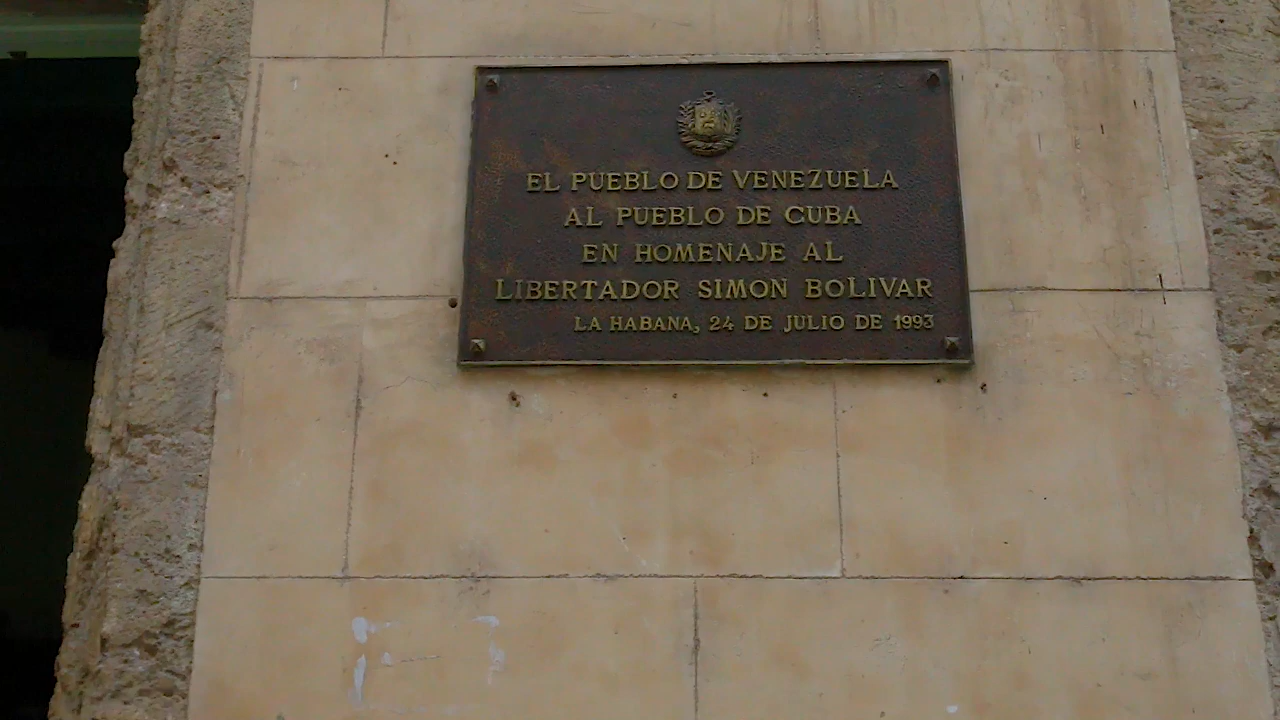 EL PUEBLO DE VENEZUELA
AL PUEBLO DE CUBA
EN HOMENAJE AL
LIBERTADOR SIMON BOLIVAR
LA HABANA, 24 DE JULIO DE 1993